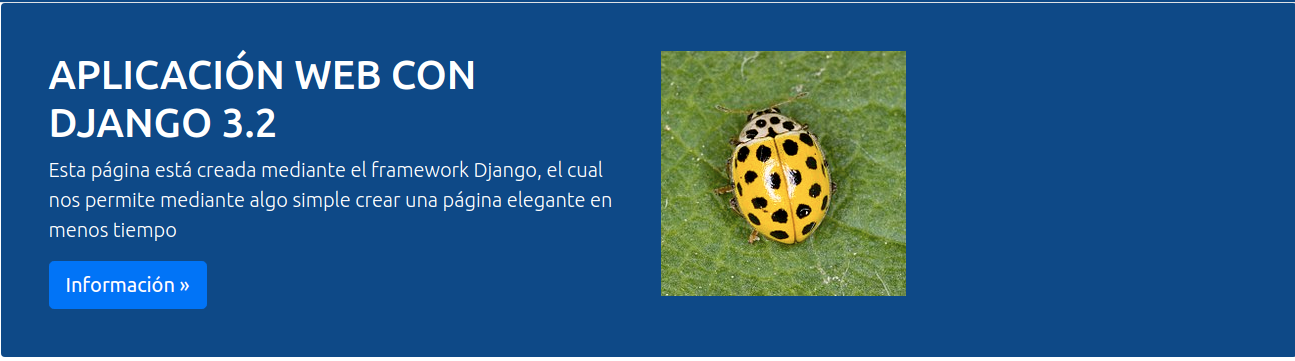 APLICACIÓN WEB CON
DJANGO 3.2
Esta página está creada mediante el framework Django, el cual
nos permite mediante algo simple crear una página elegante en
menos tiempo
Información »